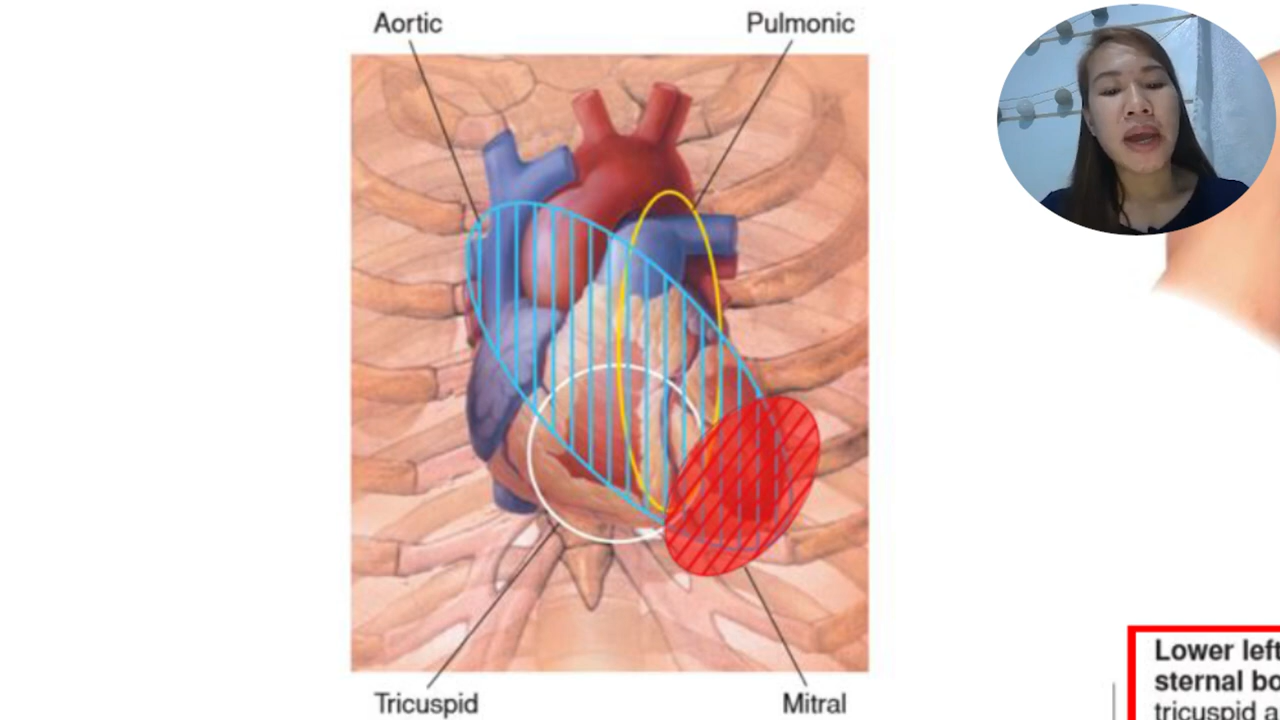 Aortic
Pulmonic
Tricuspid
Mitral
Lower left
sternal bo
tricuspid a